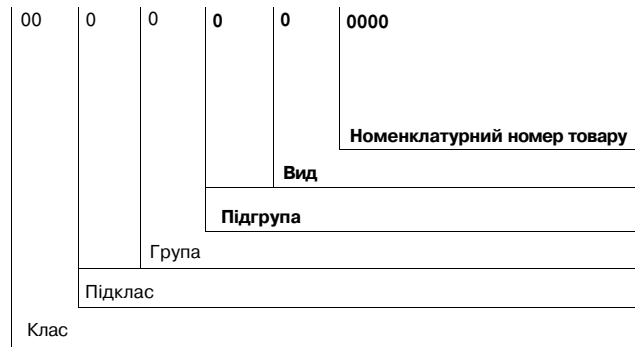 00 0 0 0 0 0000
Номенклатурний номер товару
Вид
Підгрупа
Група
Підклас
Клас